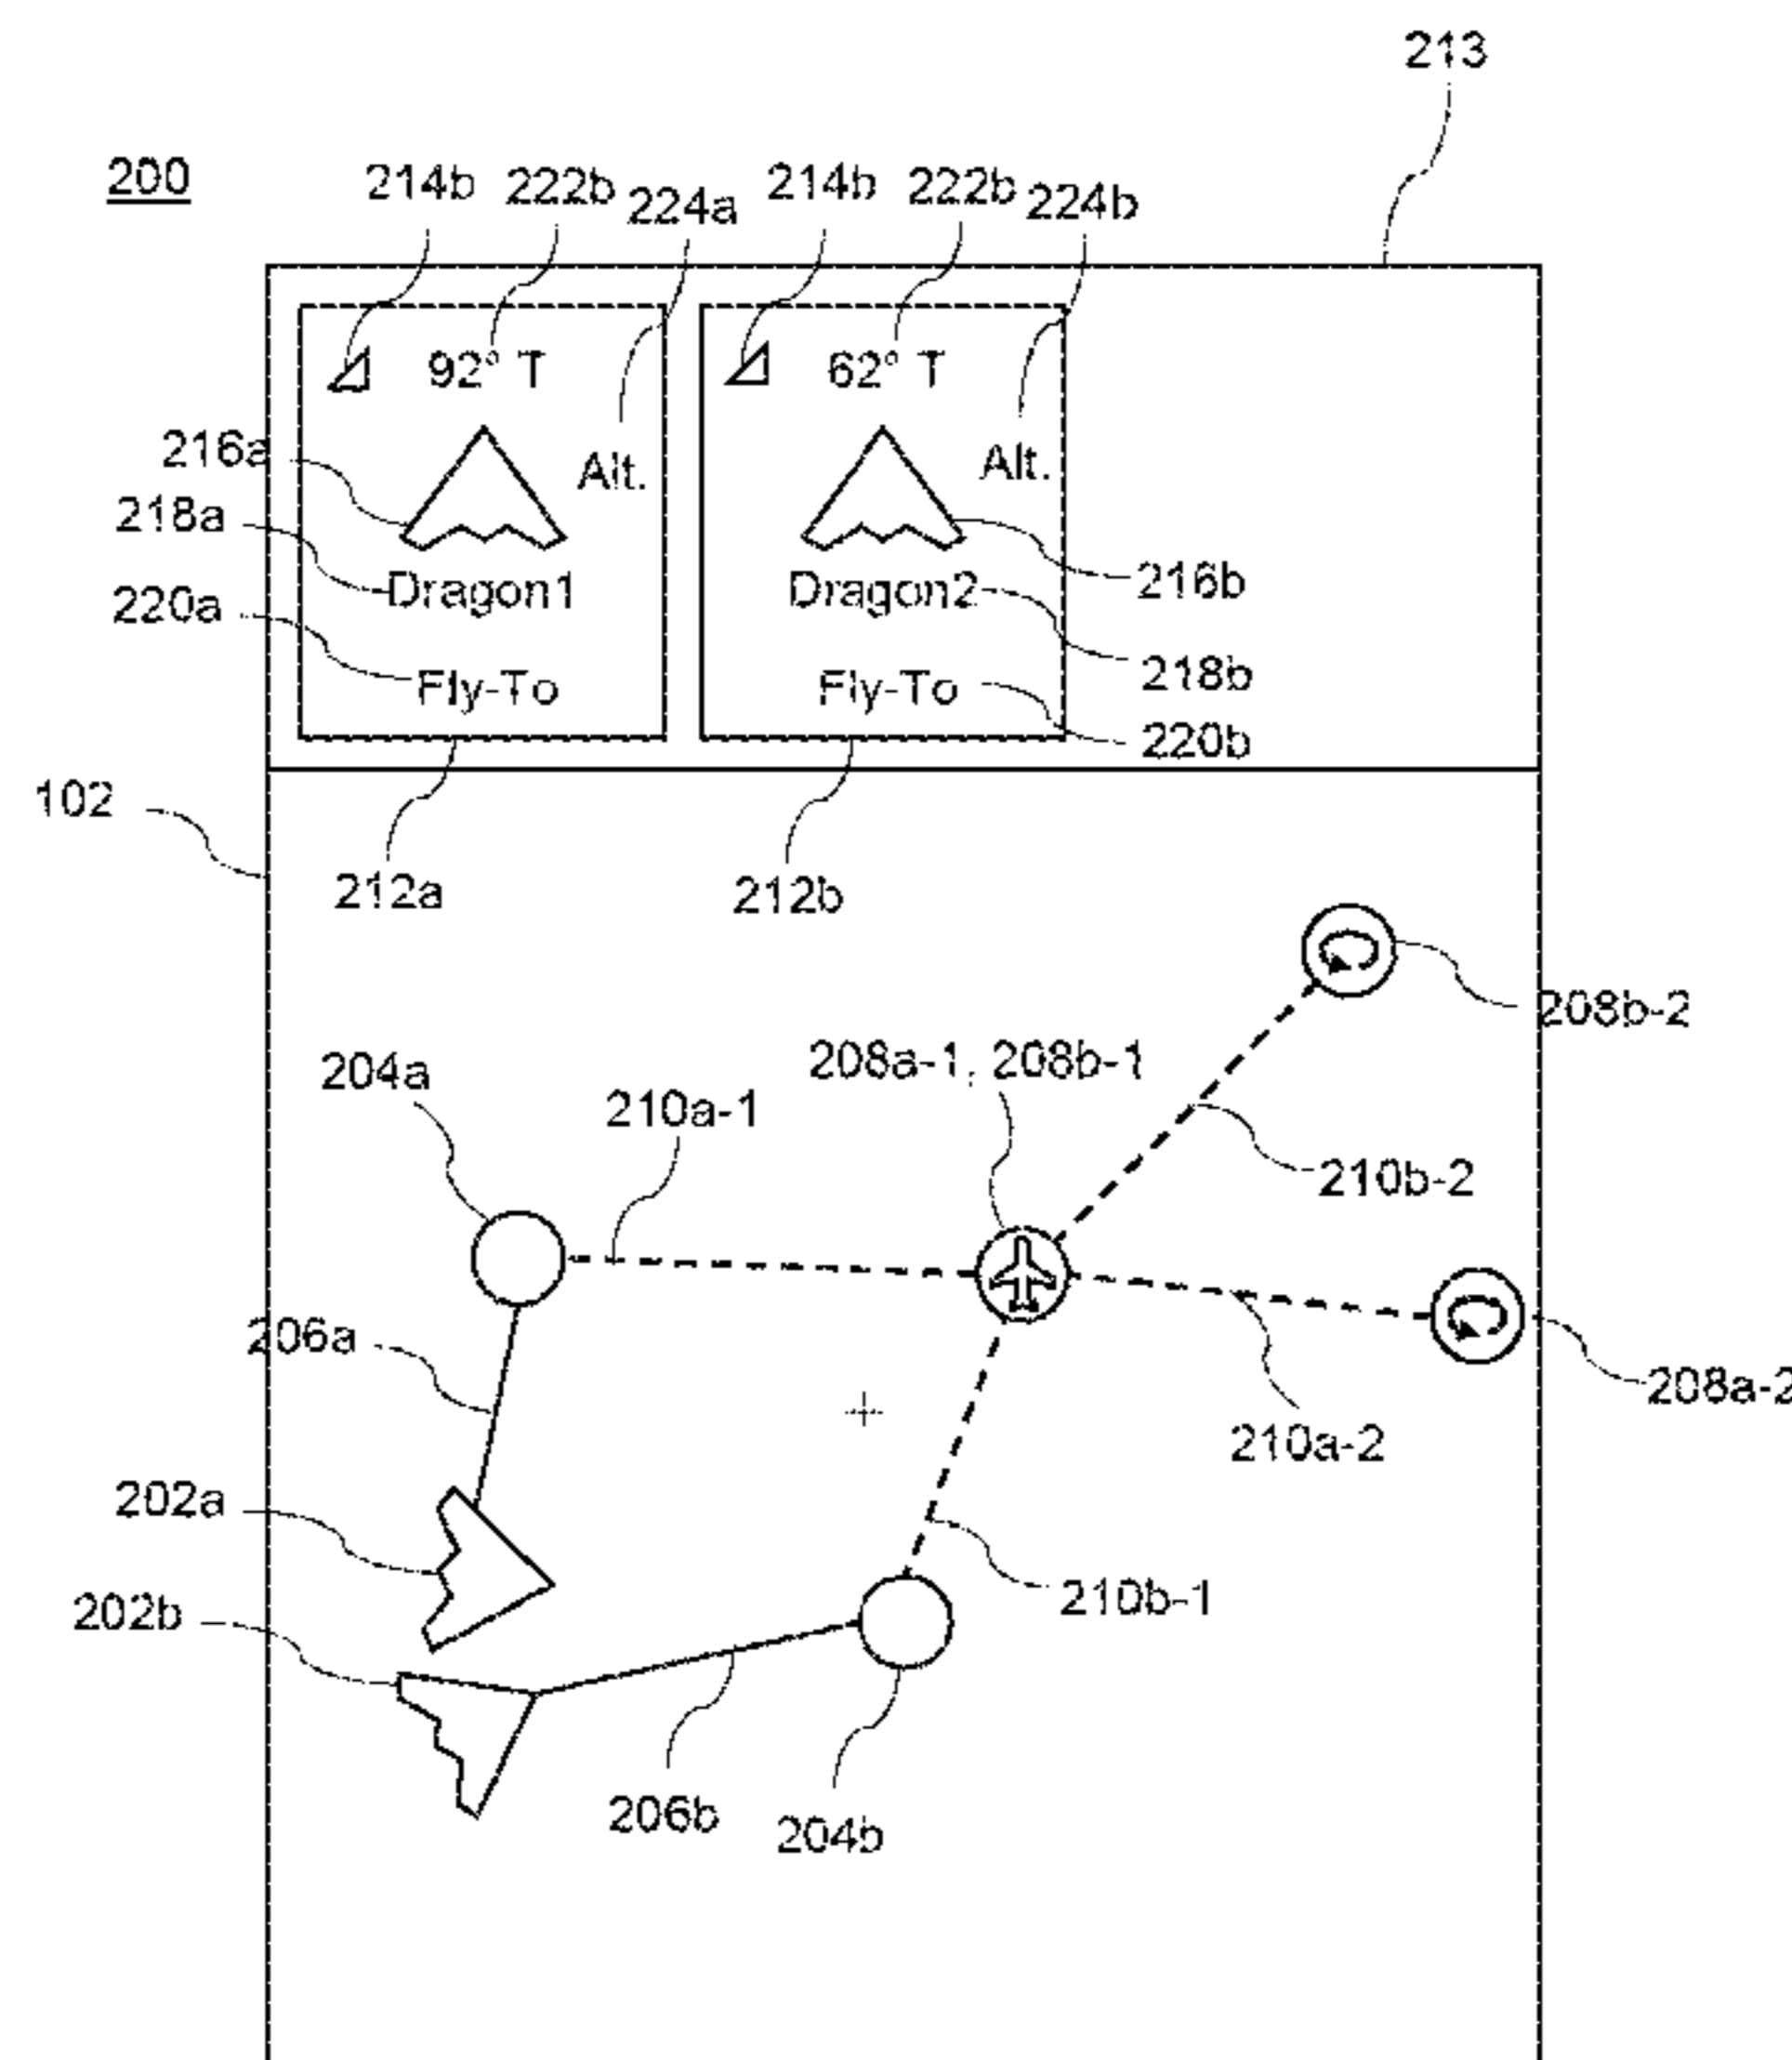 213
200
214b 222b 224a 214b 222b 224b
92° T 62° T
216a Alt. Alt.
218a Dragon1 Dragon2 216b
220a Fly-To Fly-To 218b
220b
102
212a 212b
208b-2
204a 208a-1, 208b-1
210a-1
210b-2
206a
208a-2
210a-2
202a
202b 210b-1
206b 204b